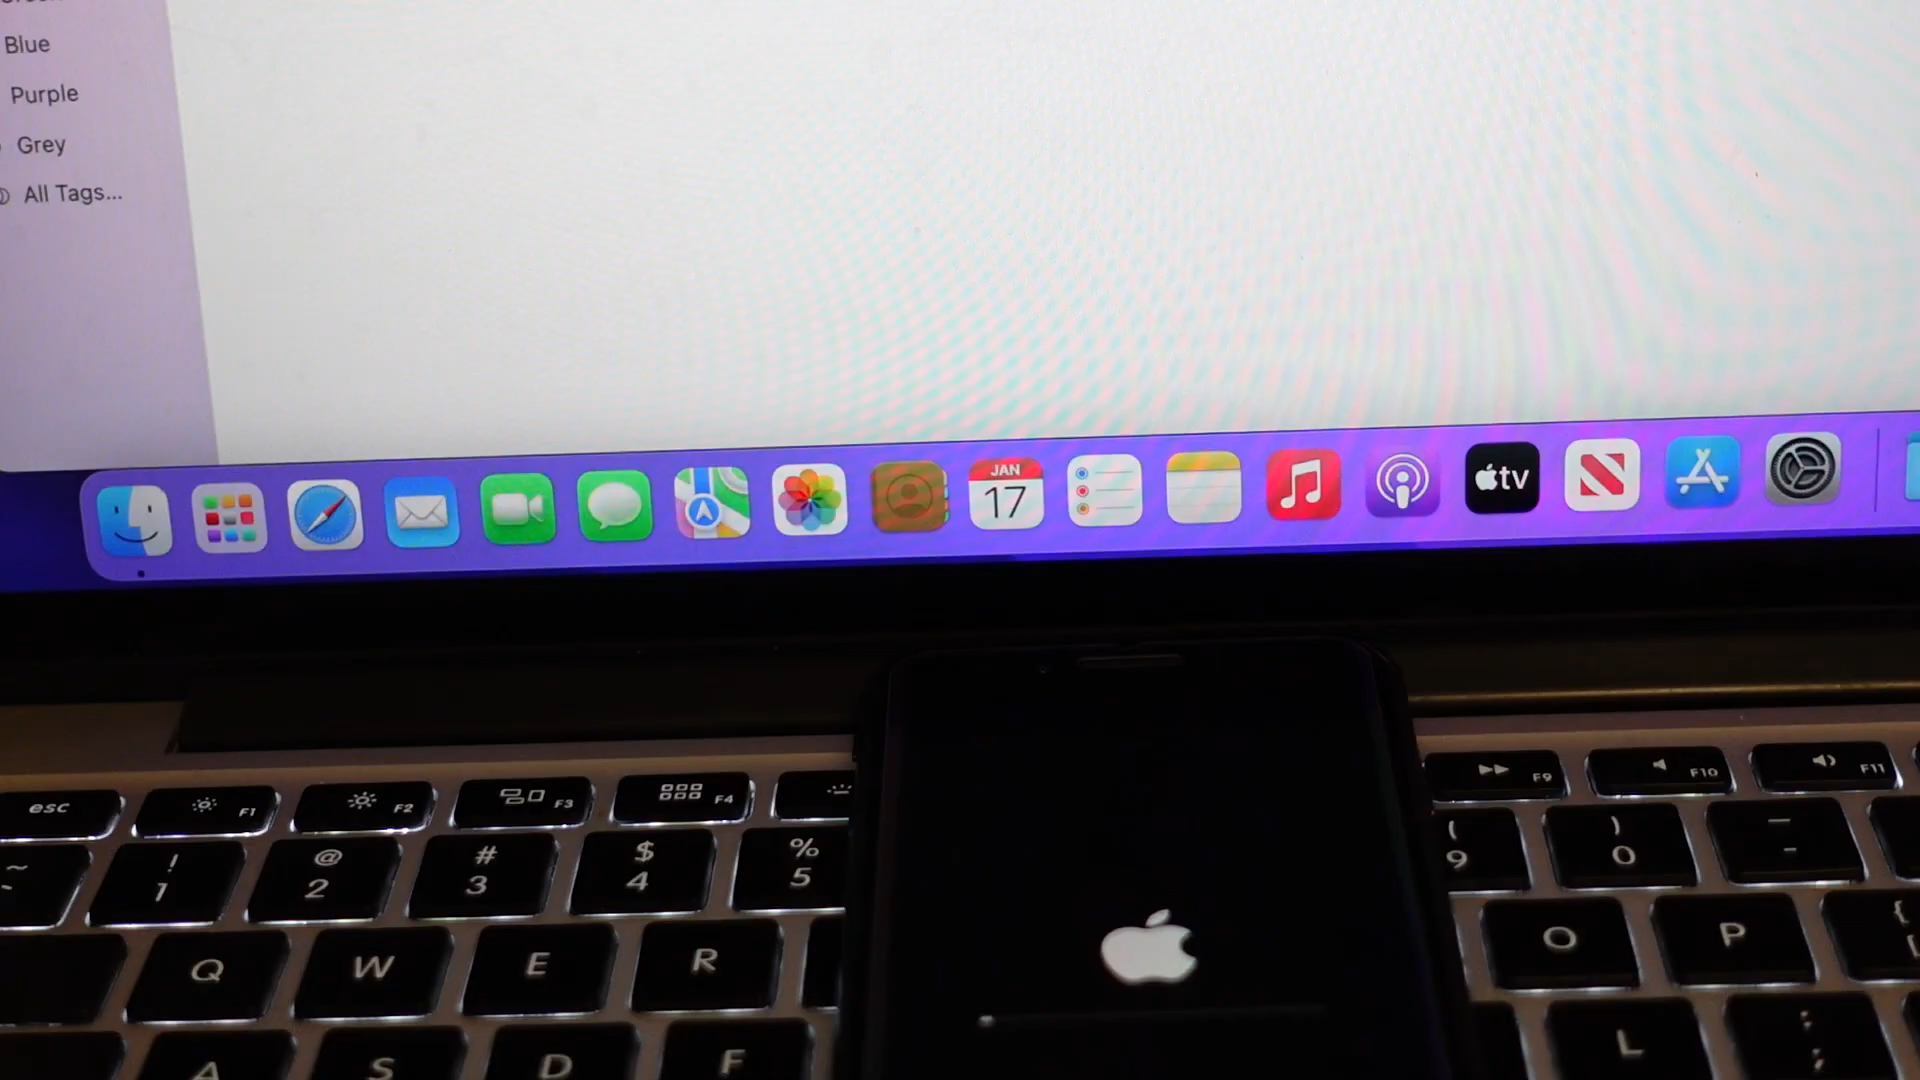 Blue
Purple
Grey
All Tags...
JAN
17
tv
esc
F1
F2
F3
F4
F9
F10
F11
~
!
1
@
2
#
3
$
4
%
5
(
9
)
0
—
-
Q
W
E
R
O
P
{
[
A
S
D
F
L
:
;